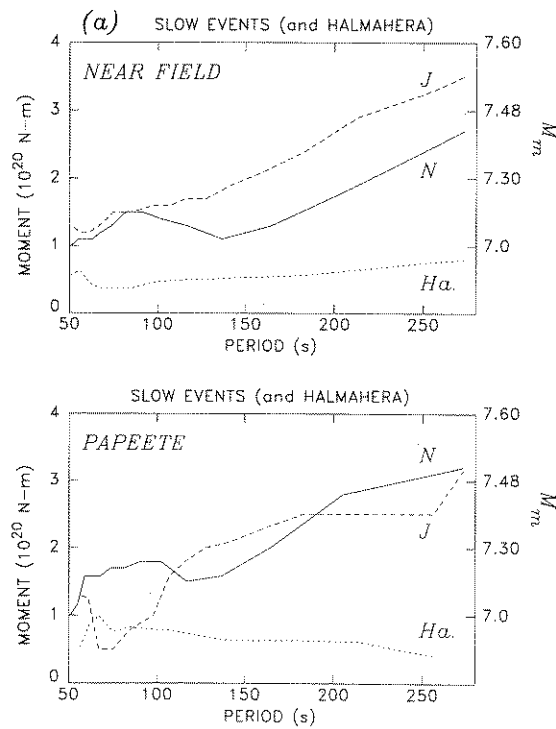 (a)
SLOW EVENTS (and HALMAHERA)
NEAR FIELD
MOMENT (10^20 N-m)
4
3
2
1
0
7.60
7.48
7.30
7.0
M_m
J
N
Ha.
50 100 150 200 250
PERIOD (s)
SLOW EVENTS (and HALMAHERA)
PAPEETE
MOMENT (10^20 N-m)
4
3
2
1
0
7.60
7.48
7.30
7.0
M_m
N
J
Ha.
50 100 150 200 250
PERIOD (s)